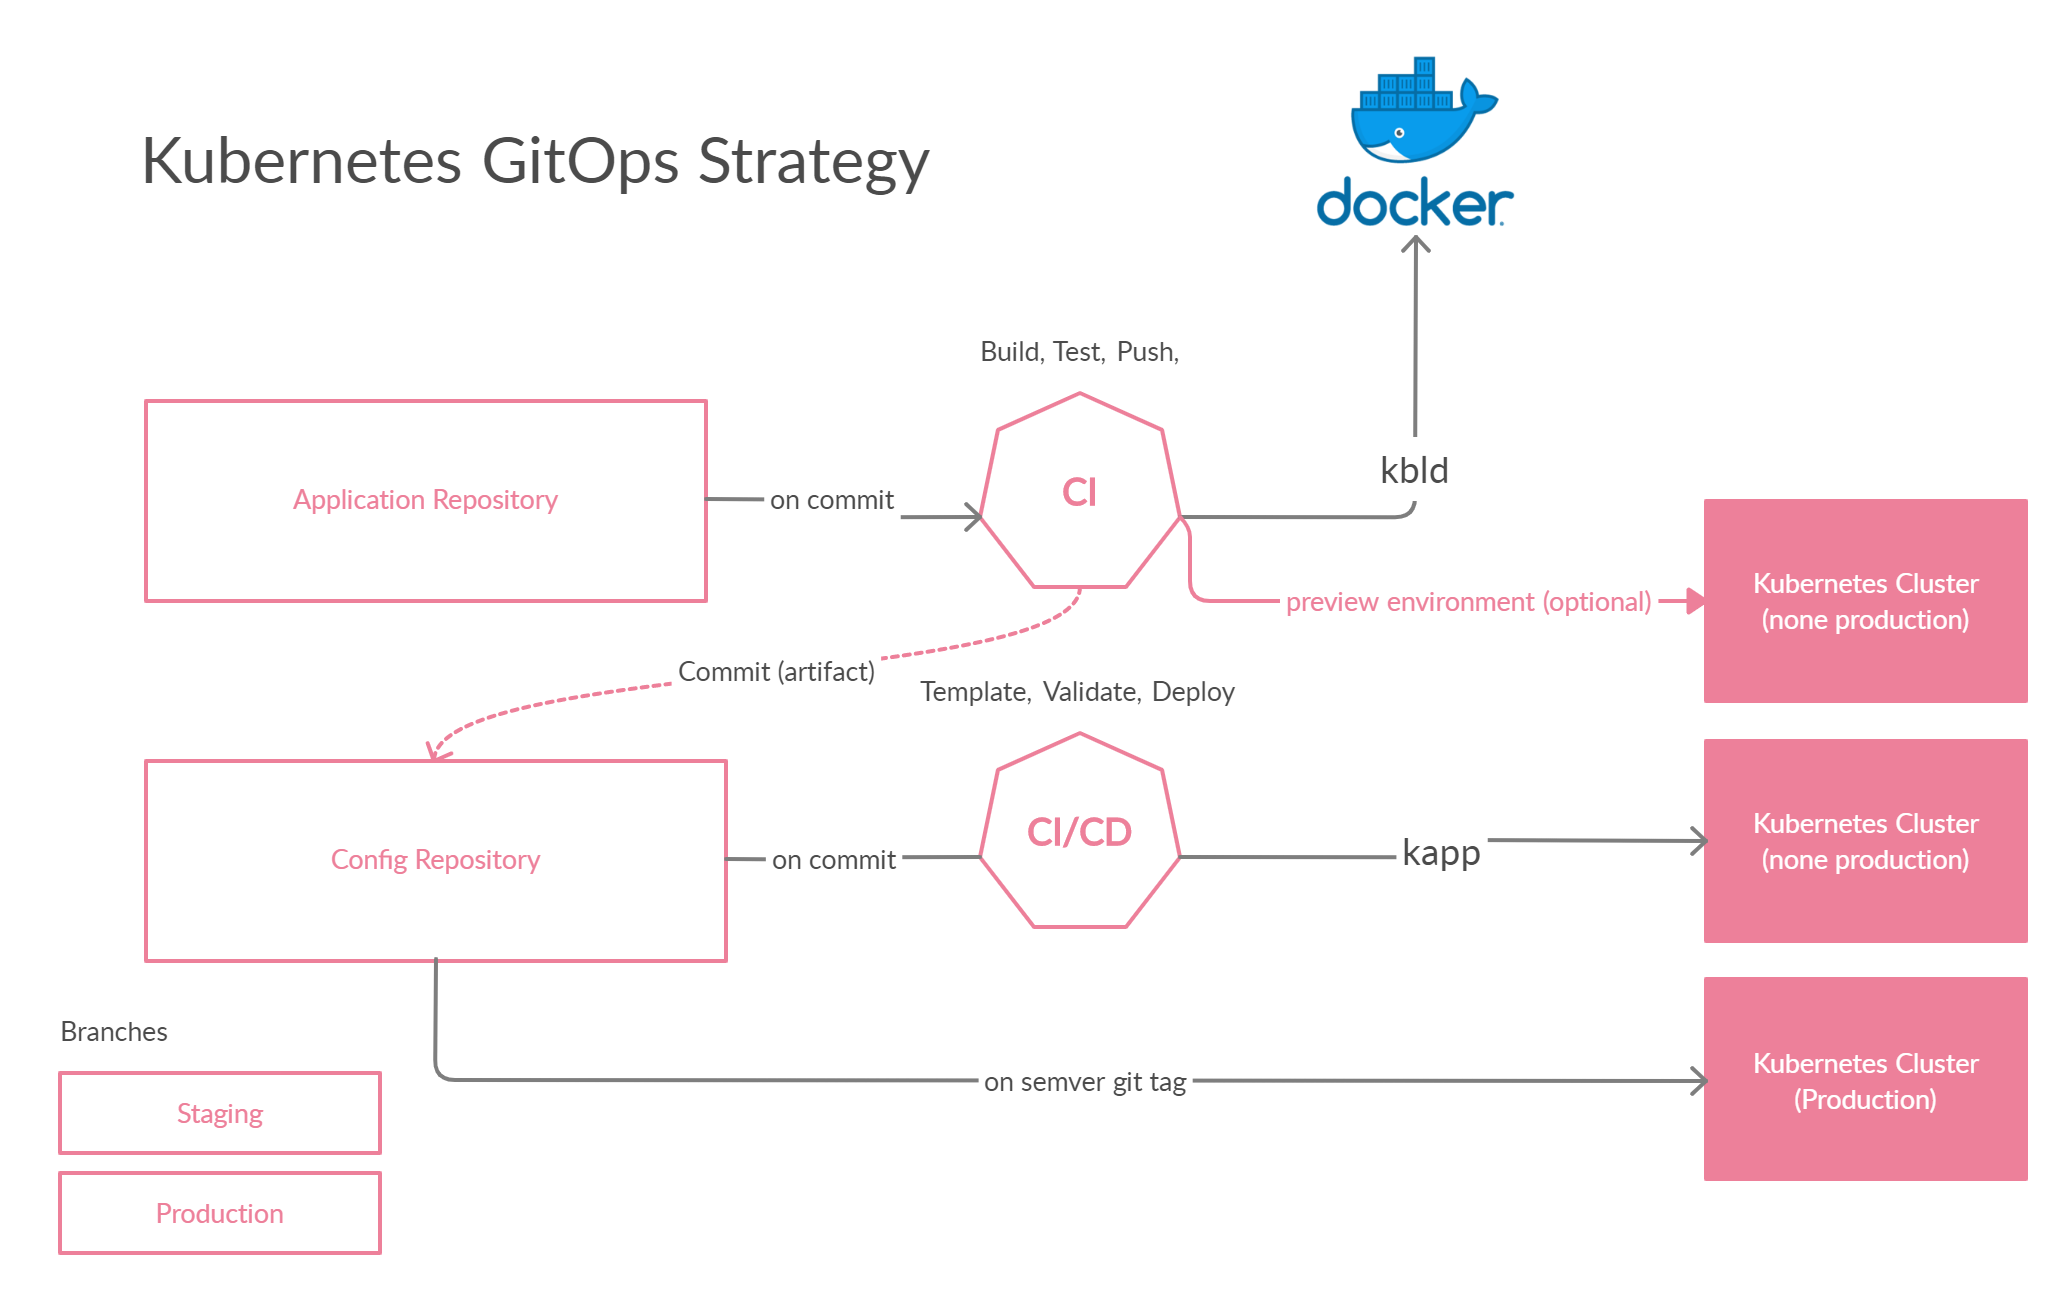 Kubernetes GitOps Strategy
docker
Build, Test, Push,
Application Repository
on commit
CI
kbld
preview environment (optional)
Kubernetes Cluster
(none production)
Commit (artifact)
Template, Validate, Deploy
Config Repository
on commit
CI/CD
kapp
Kubernetes Cluster
(none production)
on semver git tag
Kubernetes Cluster
(Production)
Branches
Staging
Production